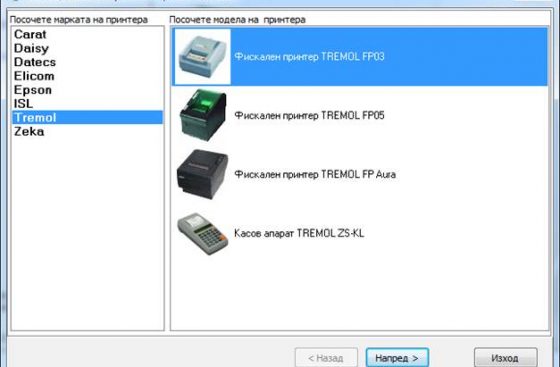 Посочете марката на принтера
Carat
Daisy
Datecs
Elicom
Epson
ISL
Tremol
Zeka
Посочете модела на принтера
Фискален принтер TREMOL FP03
Фискален принтер TREMOL FP05
Фискален принтер TREMOL FP Aura
Касов апарат TREMOL ZS-KL
< Назад
Напред >
Изход